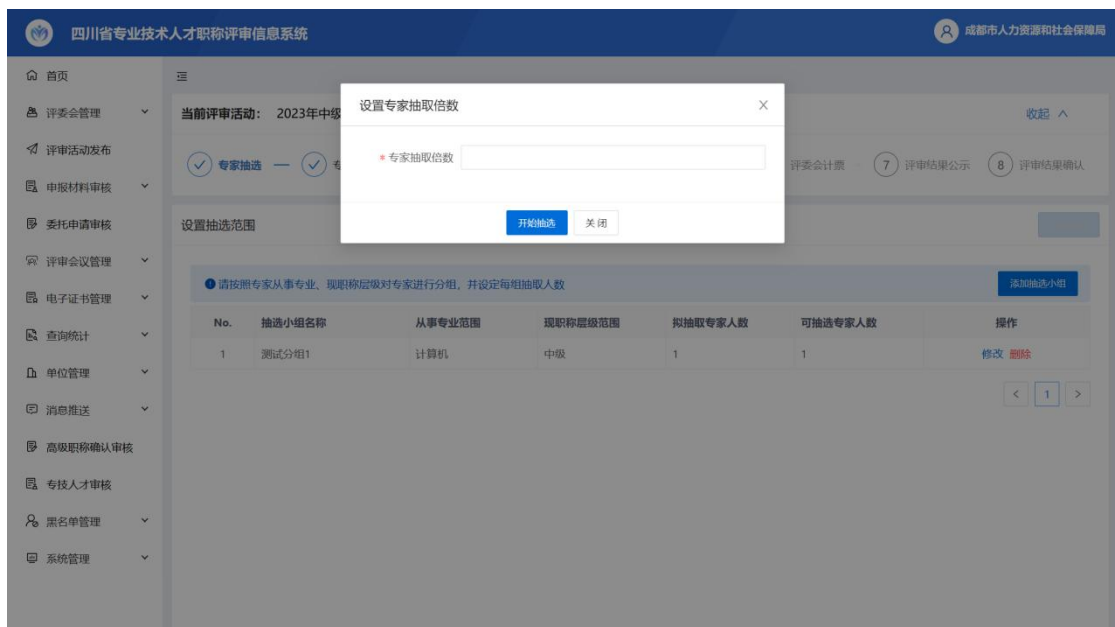 四川省专业技术人才职称评审信息系统
成都市人力资源和社会保障局
首页
评委会管理
评审活动发布
申报材料审核
委托申请审核
评审会议管理
电子证书管理
查询统计
单位管理
消息推送
高级职称确认审核
专技人才审核
黑名单管理
系统管理
当前评审活动： 2023年中级
收起
专家抽选
评委会计票 7 评审结果公示 8 评审结果确认
设置专家抽取倍数
* 专家抽取倍数
开始抽选 关闭
设置抽选范围
请按照专家从事专业、现职称层级对专家进行分组，并设定每组抽取人数
添加抽选小组
No. 抽选小组名称 从事专业范围 现职称层级范围 拟抽取专家人数 可抽选专家人数 操作
1 测试分组1 计算机 中级 1 1 修改 删除
< 1 >